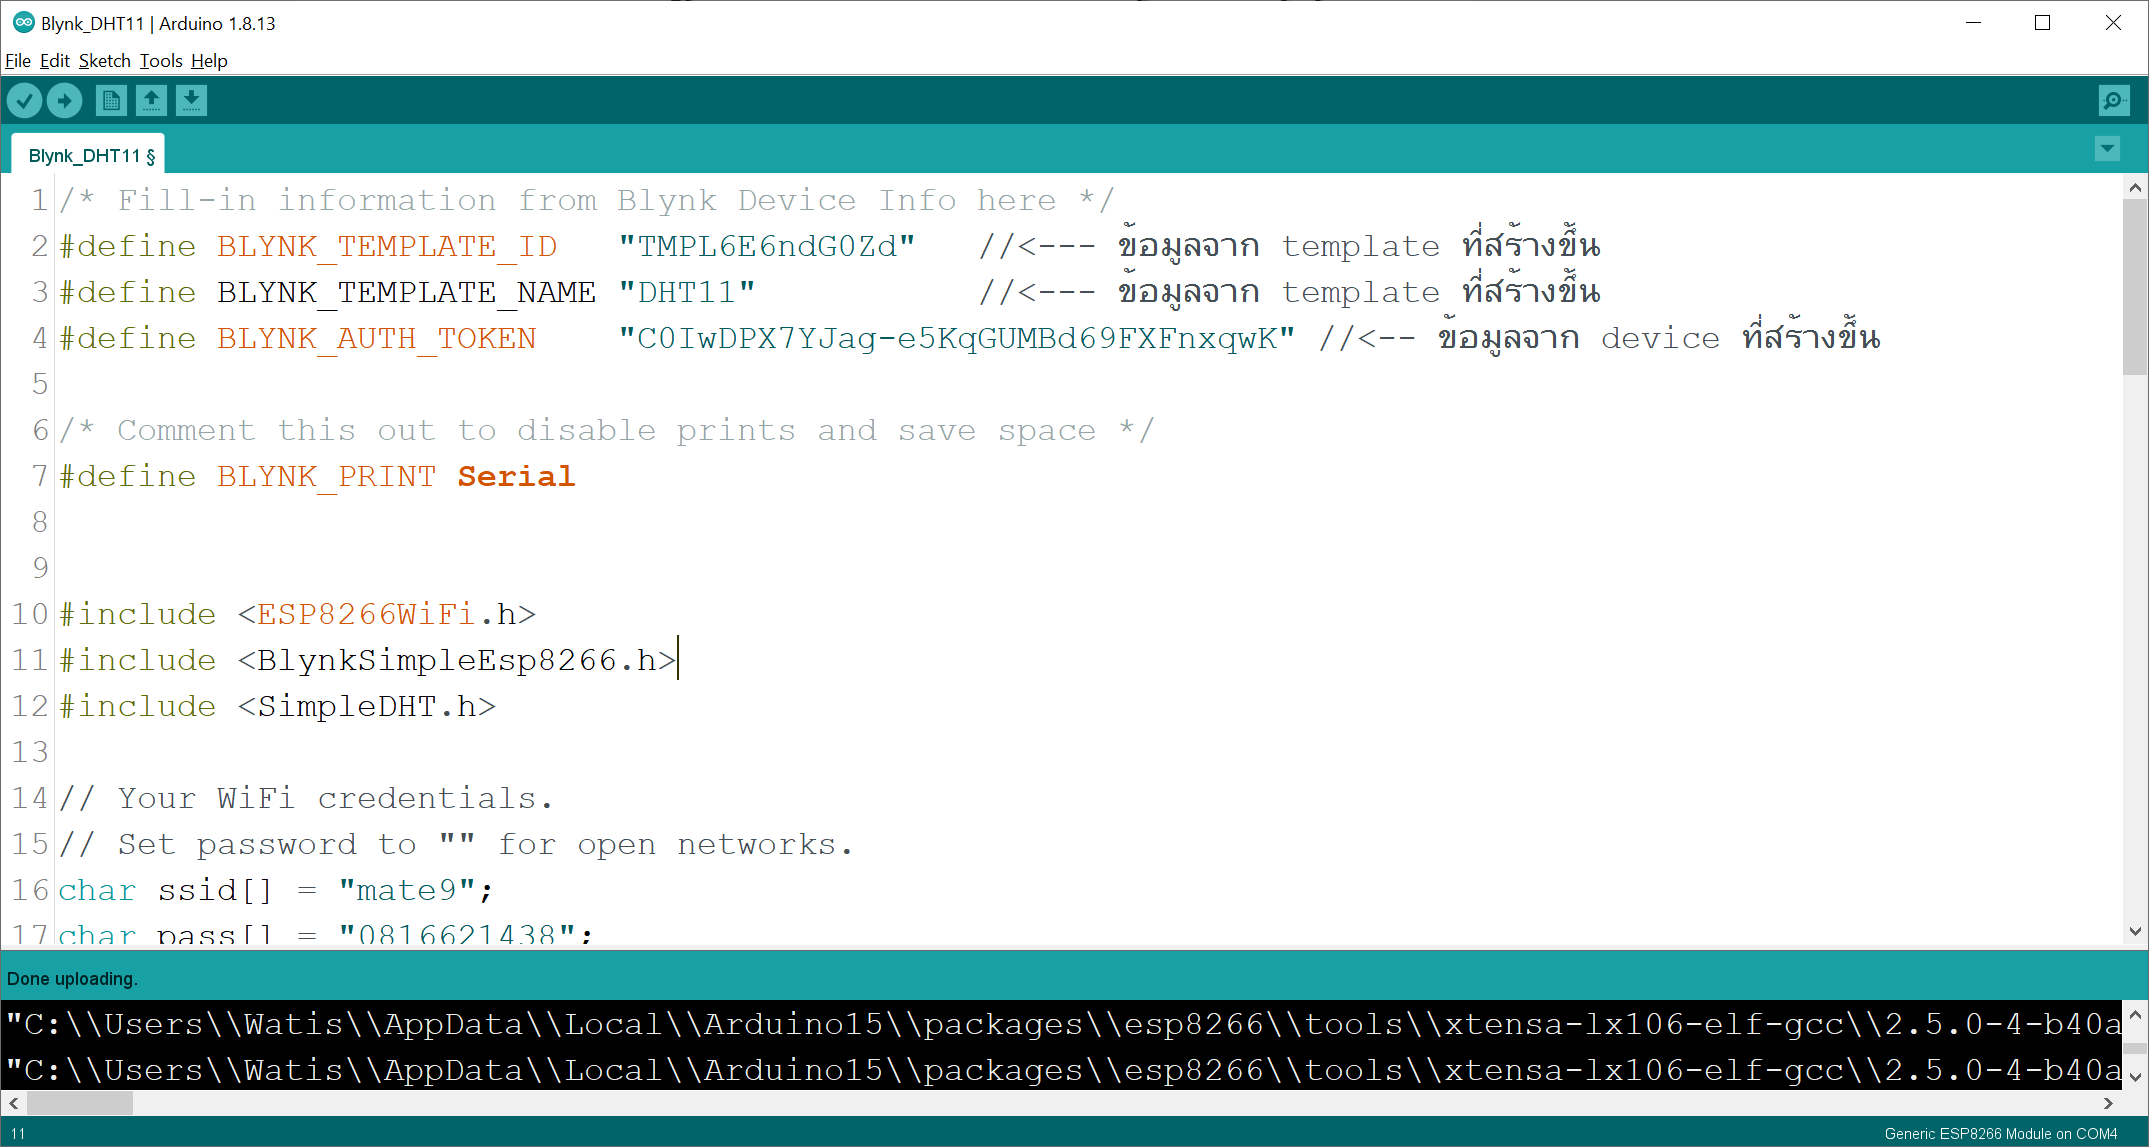 Blynk_DHT11 | Arduino 1.8.13
File Edit Sketch Tools Help
Blynk_DHT11 §
1 /* Fill-in information from Blynk Device Info here */
2 #define BLYNK_TEMPLATE_ID "TMPL6E6ndG0Zd" //<--- ข้อมูลจาก template ที่สร้างขึ้น
3 #define BLYNK_TEMPLATE_NAME "DHT11" //<--- ข้อมูลจาก template ที่สร้างขึ้น
4 #define BLYNK_AUTH_TOKEN "C0IwDPX7YJag-e5KqGUMBd69FXFnxqwK" //<-- ข้อมูลจาก device ที่สร้างขึ้น
5
6 /* Comment this out to disable prints and save space */
7 #define BLYNK_PRINT Serial
8
9
10 #include <ESP8266WiFi.h>
11 #include <BlynkSimpleEsp8266.h>
12 #include <SimpleDHT.h>
13
14 // Your WiFi credentials.
15 // Set password to "" for open networks.
16 char ssid[] = "mate9";
17 char pass[] = "0816621438";
Done uploading.
"C:\\Users\\Watis\\AppData\\Local\\Arduino15\\packages\\esp8266\\tools\\xtensa-lx106-elf-gcc\\2.5.0-4-b40a
"C:\\Users\\Watis\\AppData\\Local\\Arduino15\\packages\\esp8266\\tools\\xtensa-lx106-elf-gcc\\2.5.0-4-b40a
11 Generic ESP8266 Module on COM4